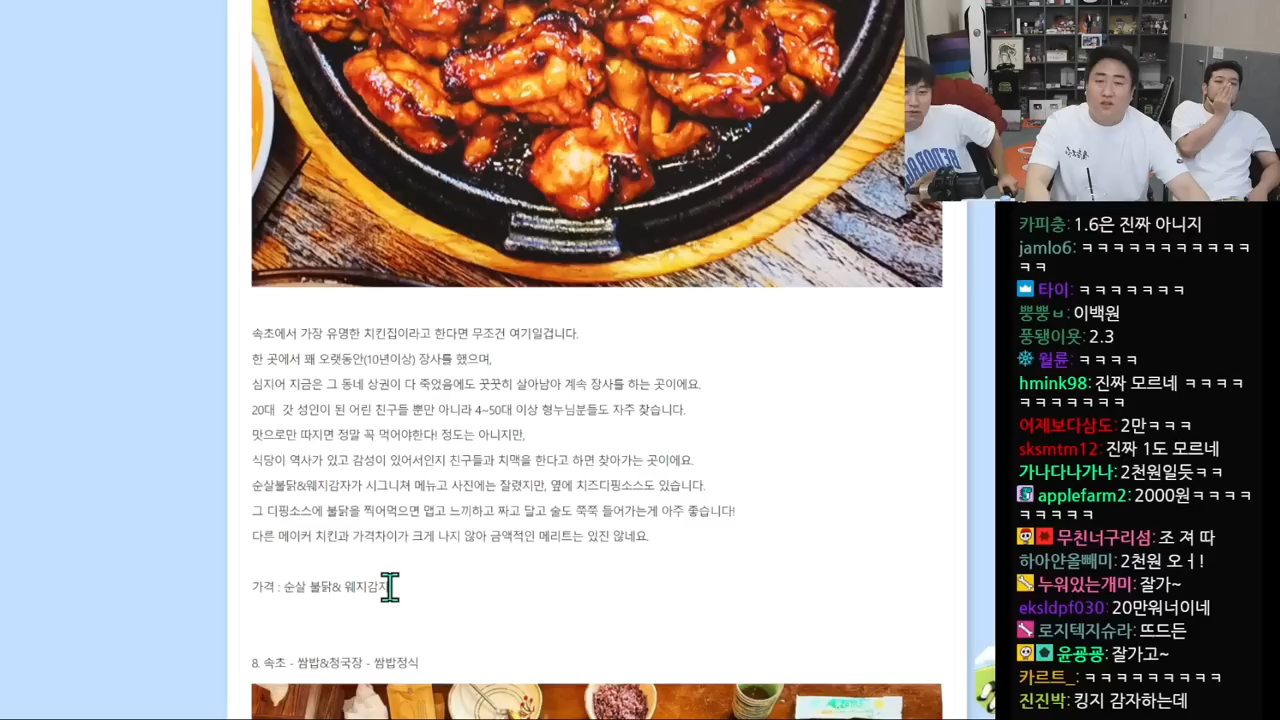 속초에서 가장 유명한 치킨집이라고 한다면 무조건 여기일겁니다.
한 곳에서 꽤 오랫동안(10년이상) 장사를 했으며,
심지어 지금은 그 동네 상권이 다 죽었음에도 꿋꿋히 살아남아 계속 장사를 하는 곳이에요.
20대 갓 성인이 된 어린 친구들 뿐만 아니라 4~50대 이상 형누님분들도 자주 찾습니다.
맛으로만 따지면 정말 꼭 먹어야한다! 정도는 아니지만,
식당이 역사가 있고 감성이 있어서인지 친구들과 치맥을 한다고 하면 찾아가는 곳이에요.
순살불닭&웨지감자가 시그니쳐 메뉴고 사진에는 잘렸지만, 옆에 치즈디핑소스도 있습니다.
그 디핑소스에 불닭을 찍어먹으면 맵고 느끼하고 짜고 달고 술도 쭉쭉 들어가는게 아주 좋습니다!
다른 메이커 치킨과 가격차이가 크게 나지 않아 금액적인 메리트는 있진 않네요.
가격 : 순살 불닭& 웨지감자
8. 속초 - 쌈밥&청국장 - 쌈밥정식
카피충: 1.6은 진짜 아니지
jamlo6: ㅋㅋㅋㅋㅋㅋㅋㅋㅋㅋㅋ
ㅋㅋ
타이: ㅋㅋㅋㅋㅋㅋㅋ
뿡뿡ㅂ: 이백원
풍퉹이욧: 2.3
월륜: ㅋㅋㅋㅋ
hmink98: 진짜 모르네 ㅋㅋㅋㅋ
ㅋㅋㅋㅋㅋㅋㅋ
어제보다삼도: 2만ㅋㅋㅋ
sksmtm12: 진짜 1도 모르네
가나다나가나: 2천원일듯ㅋㅋ
applefarm2: 2000원ㅋㅋㅋㅋ
ㅋㅋㅋㅋㅋ
무친너구리섬: 조 져 따
하아얀올빼미: 2천원 오ㅓ!
누워있는개미: 잘가~
eksldpf030: 20만워너이네
로지텍지슈라: 뜨드든
윤굥굥: 잘가고~
카르트_: ㅋㅋㅋㅋㅋㅋㅋㅋㅋ
진진박: 킹지 감자하는데